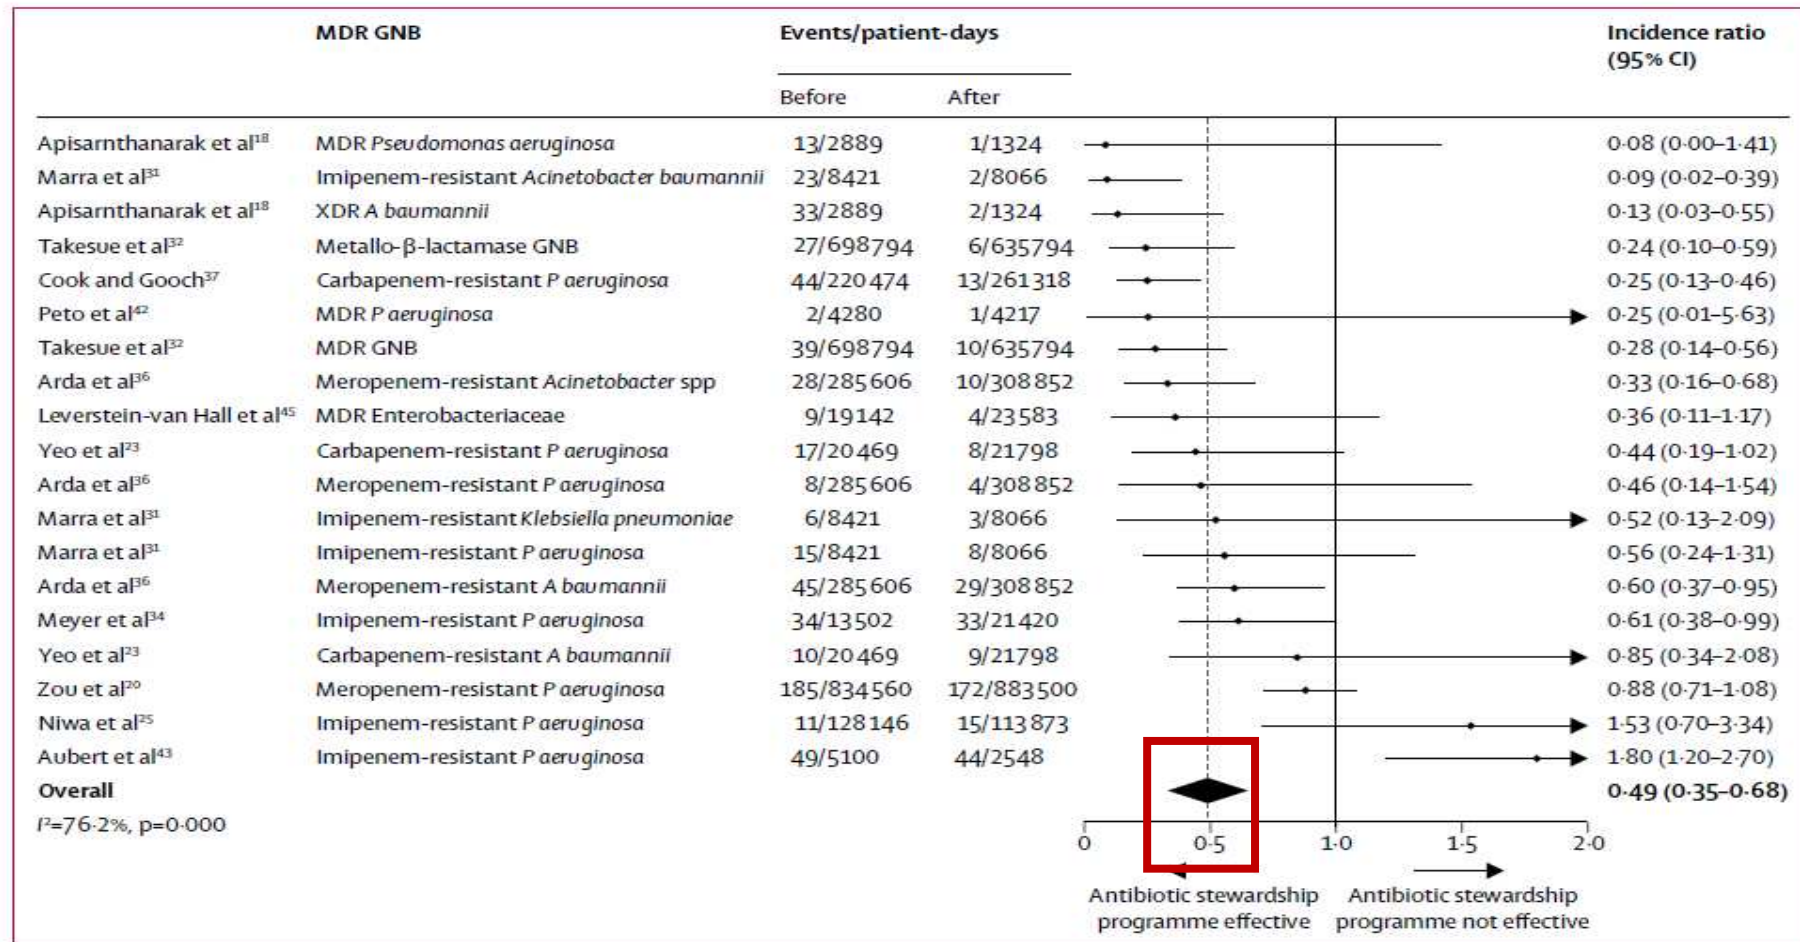 MDR GNB Events/patient-days Incidence ratio
(95% CI)
Before After
Apisarnthanarak et al¹⁸ MDR Pseudomonas aeruginosa 13/2889 1/1324 0·08 (0·00–1·41)
Marra et al³¹ Imipenem-resistant Acinetobacter baumannii 23/8421 2/8066 0·09 (0·02–0·39)
Apisarnthanarak et al¹⁸ XDR A baumannii 33/2889 2/1324 0·13 (0·03–0·55)
Takesue et al³² Metallo-β-lactamase GNB 27/698794 6/635794 0·24 (0·10–0·59)
Cook and Gooch³⁷ Carbapenem-resistant P aeruginosa 44/220474 13/261318 0·25 (0·13–0·46)
Peto et al⁴² MDR P aeruginosa 2/4280 1/4217 0·25 (0·01–5·63)
Takesue et al³² MDR GNB 39/698794 10/635794 0·28 (0·14–0·56)
Arda et al³⁶ Meropenem-resistant Acinetobacter spp 28/285606 10/308852 0·33 (0·16–0·68)
Leverstein-van Hall et al⁴⁵ MDR Enterobacteriaceae 9/19142 4/23583 0·36 (0·11–1·17)
Yeo et al²³ Carbapenem-resistant P aeruginosa 17/20469 8/21798 0·44 (0·19–1·02)
Arda et al³⁶ Meropenem-resistant P aeruginosa 8/285606 4/308852 0·46 (0·14–1·54)
Marra et al³¹ Imipenem-resistant Klebsiella pneumoniae 6/8421 3/8066 0·52 (0·13–2·09)
Marra et al³¹ Imipenem-resistant P aeruginosa 15/8421 8/8066 0·56 (0·24–1·31)
Arda et al³⁶ Meropenem-resistant A baumannii 45/285606 29/308852 0·60 (0·37–0·95)
Meyer et al³⁴ Imipenem-resistant P aeruginosa 34/13502 33/21420 0·61 (0·38–0·99)
Yeo et al²³ Carbapenem-resistant A baumannii 10/20469 9/21798 0·85 (0·34–2·08)
Zou et al²⁰ Meropenem-resistant P aeruginosa 185/834560 172/883500 0·88 (0·71–1·08)
Niwa et al²⁵ Imipenem-resistant P aeruginosa 11/128146 15/113873 1·53 (0·70–3·34)
Aubert et al⁴³ Imipenem-resistant P aeruginosa 49/5100 44/2548 1·80 (1·20–2·70)
Overall 0·49 (0·35–0·68)
I²=76·2%, p=0·000
0 0·5 1·0 1·5 2·0
Antibiotic stewardship Antibiotic stewardship
programme effective programme not effective